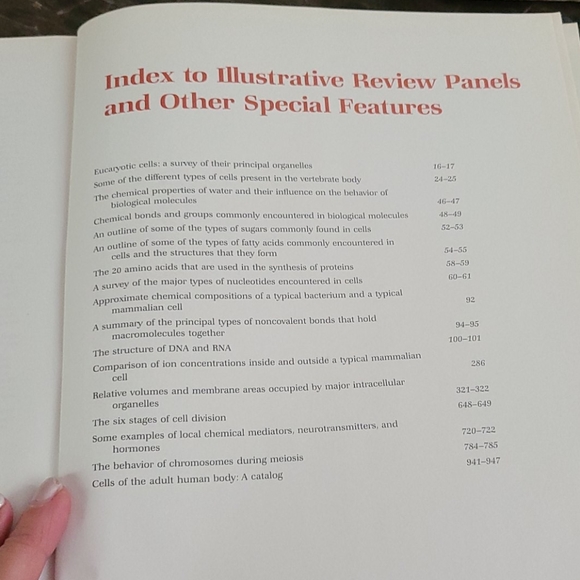 Index to Illustrative Review Panels
and Other Special Features
Eucaryotic cells: a survey of their principal organelles 16–17
Some of the different types of cells present in the vertebrate body 24–25
The chemical properties of water and their influence on the behavior of
biological molecules 46–47
Chemical bonds and groups commonly encountered in biological molecules 48–49
An outline of some of the types of sugars commonly found in cells 52–53
An outline of some of the types of fatty acids commonly encountered in
cells and the structures that they form 54–55
The 20 amino acids that are used in the synthesis of proteins 58–59
A survey of the major types of nucleotides encountered in cells 60–61
Approximate chemical compositions of a typical bacterium and a typical
mammalian cell 92
A summary of the principal types of noncovalent bonds that hold
macromolecules together 94–95
The structure of DNA and RNA 100–101
Comparison of ion concentrations inside and outside a typical mammalian
cell 286
Relative volumes and membrane areas occupied by major intracellular
organelles 321–322
The six stages of cell division 648–649
Some examples of local chemical mediators, neurotransmitters, and
hormones 720–722
The behavior of chromosomes during meiosis 784–785
Cells of the adult human body: A catalog 941–947